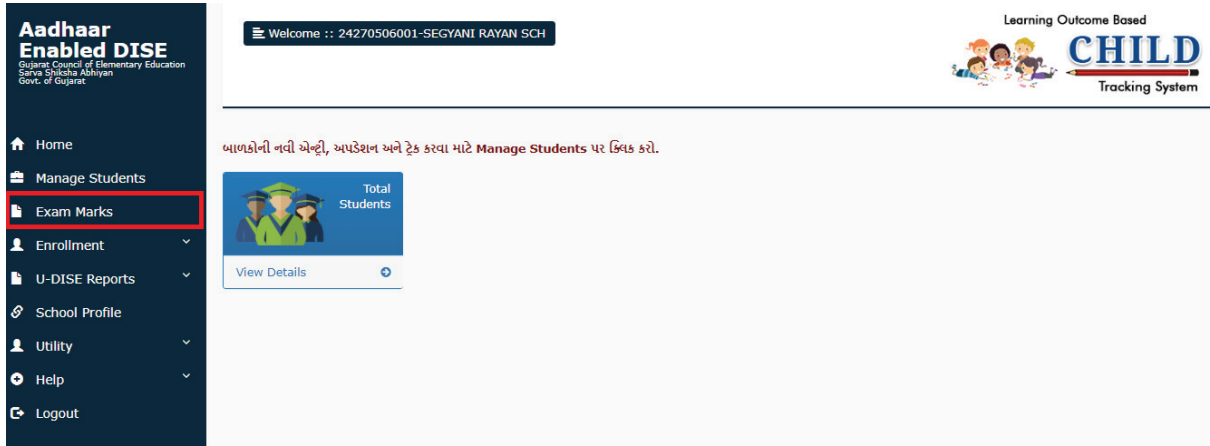 Aadhaar
Enabled DISE
Gujarat Council of Elementary Education
Sarva Shiksha Abhiyan
Govt. of Gujarat
Welcome :: 24270506001-SEGYANI RAYAN SCH
Learning Outcome Based
CHILD
Tracking System
Home
Manage Students
Exam Marks
Enrollment
U-DISE Reports
School Profile
Utility
Help
Logout
બાળકોની નવી એન્ટ્રી, અપડેશન અને ટ્રેક કરવા માટે Manage Students પર ક્લિક કરો.
Total
Students
View Details